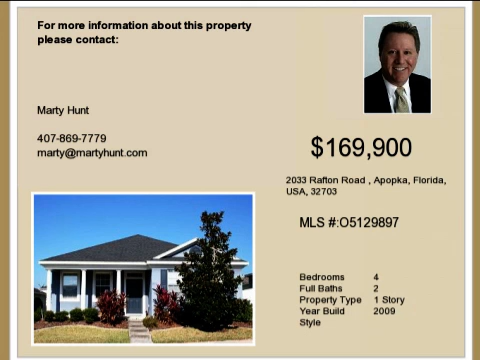 For more information about this property
please contact:
Marty Hunt
407-869-7779
marty@martyhunt.com
$169,900
2033 Rafton Road , Apopka, Florida,
USA, 32703
MLS #:O5129897
Bedrooms 4
Full Baths 2
Property Type 1 Story
Year Build 2009
Style